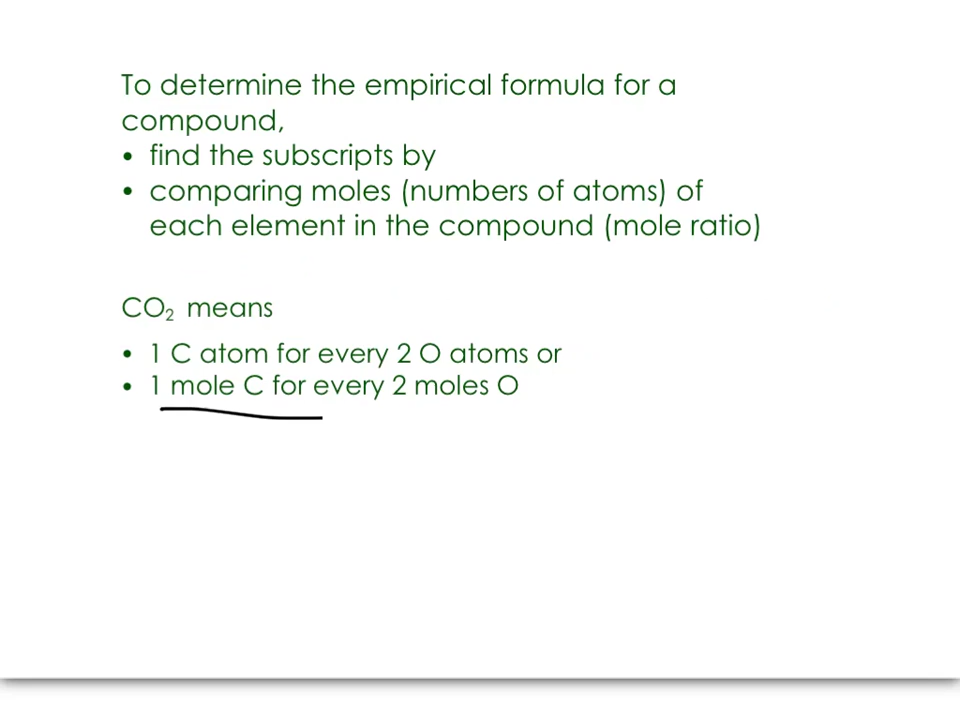 To determine the empirical formula for a
compound,
• find the subscripts by
• comparing moles (numbers of atoms) of
each element in the compound (mole ratio)
CO₂ means
• 1 C atom for every 2 O atoms or
• 1 mole C for every 2 moles O